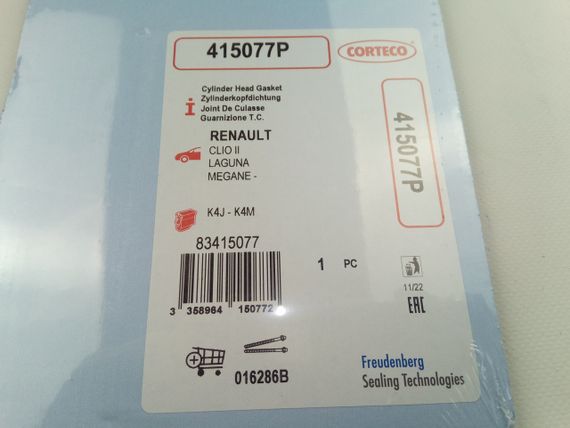 415077P
CORTECO
Cylinder Head Gasket
Zylinderkopfdichtung
Joint De Culasse
Guarnizione T.C.
i
RENAULT
CLIO II
LAGUNA
MEGANE -
415077P
K4J - K4M
83415077
1 PC
3 358964 150772
11/22
EAC
016286B
Freudenberg
Sealing Technologies